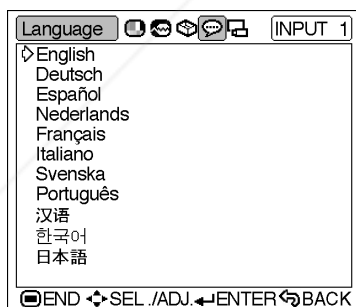 Language INPUT 1
English
Deutsch
Español
Nederlands
Français
Italiano
Svenska
Português
汉语
한국어
日本語
END SEL./ADJ. ENTER BACK